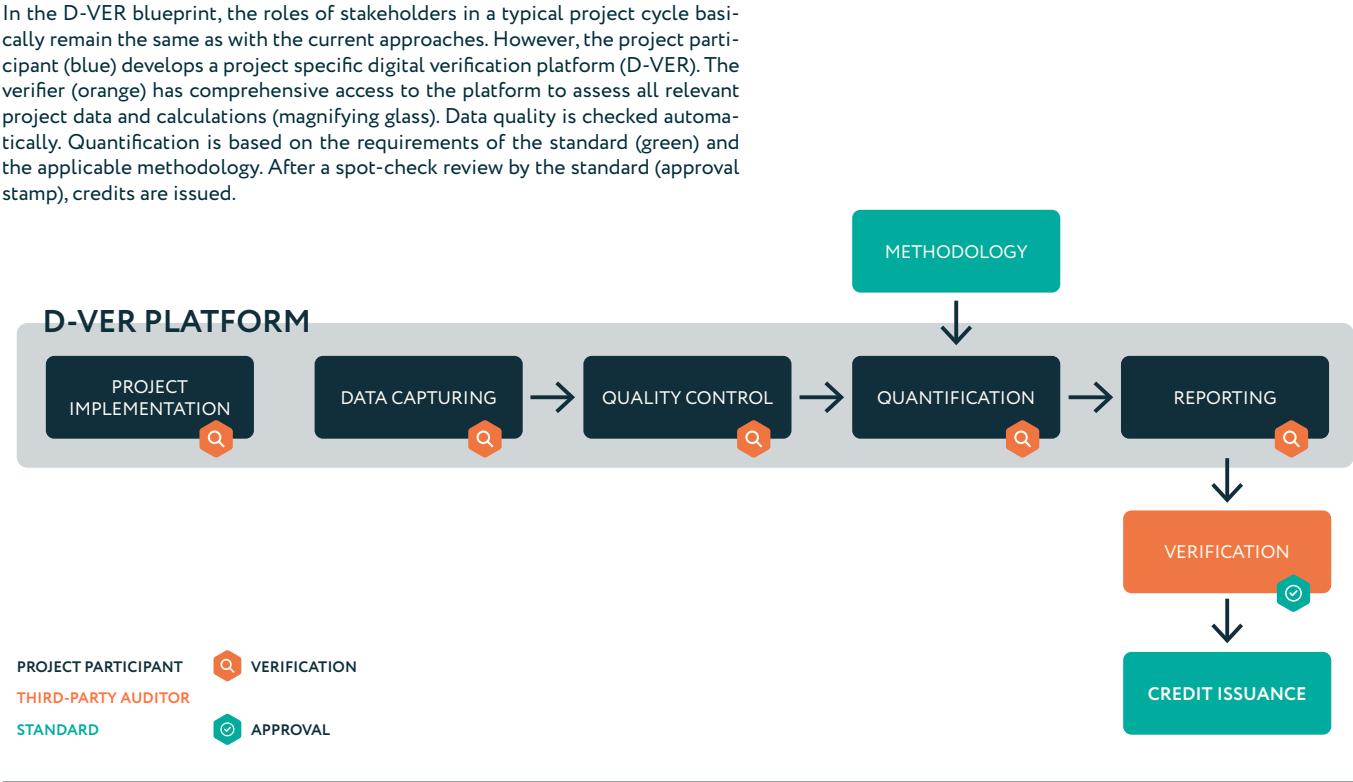 In the D-VER blueprint, the roles of stakeholders in a typical project cycle basi-
cally remain the same as with the current approaches. However, the project parti-
cipant (blue) develops a project specific digital verification platform (D-VER). The
verifier (orange) has comprehensive access to the platform to assess all relevant
project data and calculations (magnifying glass). Data quality is checked automa-
tically. Quantification is based on the requirements of the standard (green) and
the applicable methodology. After a spot-check review by the standard (approval
stamp), credits are issued.
METHODOLOGY
D-VER PLATFORM
PROJECT
IMPLEMENTATION
DATA CAPTURING
QUALITY CONTROL
QUANTIFICATION
REPORTING
VERIFICATION
CREDIT ISSUANCE
PROJECT PARTICIPANT
VERIFICATION
THIRD-PARTY AUDITOR
STANDARD
APPROVAL